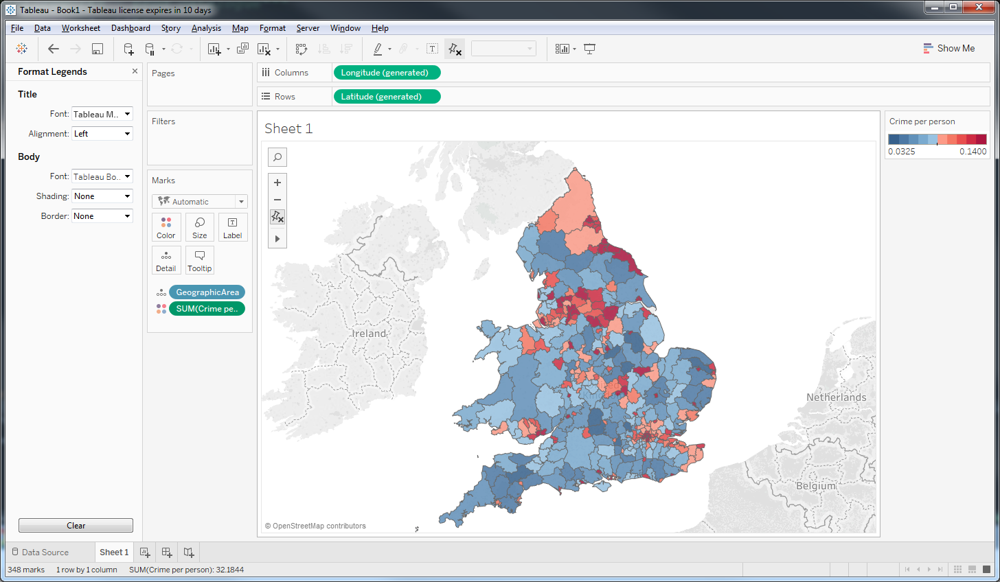 Tableau - Book1 - Tableau license expires in 10 days
File Data Worksheet Dashboard Story Analysis Map Format Server Window Help
Show Me
Format Legends
Title
Font: Tableau M..
Alignment: Left
Body
Font: Tableau Bo..
Shading: None
Border: None
Clear
Pages
Filters
Marks
Automatic
Color Size Label
Detail Tooltip
GeographicArea
SUM(Crime pe..
Columns Longitude (generated)
Rows Latitude (generated)
Sheet 1
Ireland
Netherlands
Belgium
© OpenStreetMap contributors
Crime per person
0.0325 0.1400
Data Source Sheet 1
348 marks 1 row by 1 column SUM(Crime per person): 32.1844